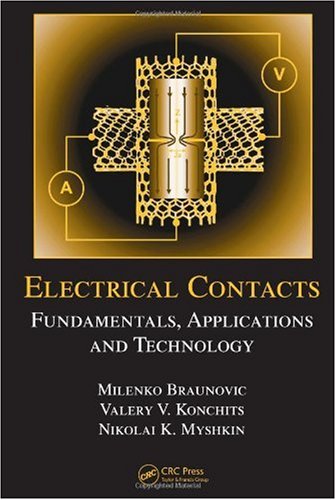 V
A
z
ELECTRICAL CONTACTS
FUNDAMENTALS, APPLICATIONS
AND TECHNOLOGY
MILENKO BRAUNOVIC
VALERY V. KONCHITS
NIKOLAI K. MYSHKIN
CRC Press
Taylor & Francis Group